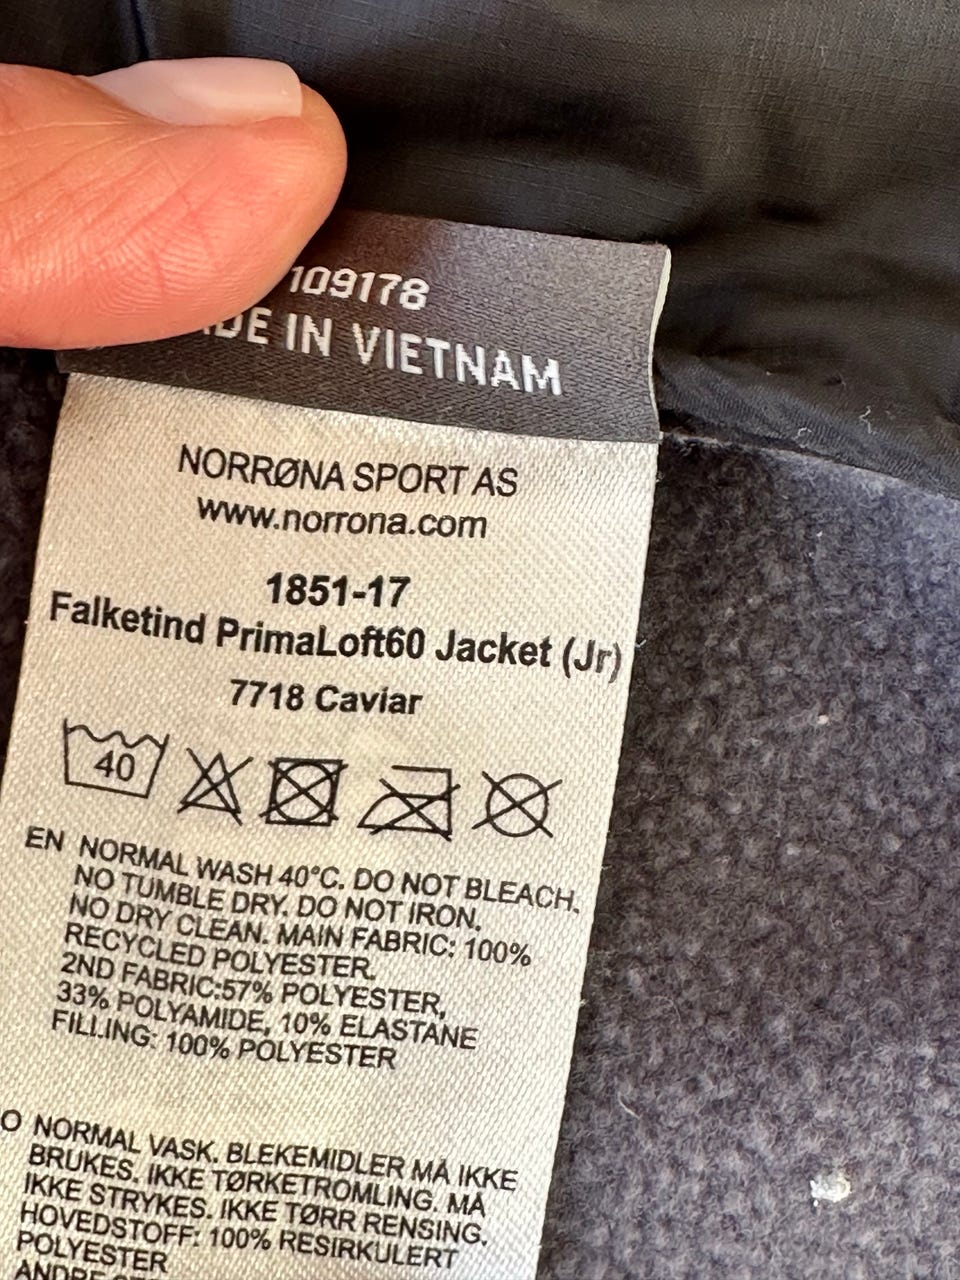 109178
MADE IN VIETNAM
NORRØNA SPORT AS
www.norrona.com
1851-17
Falketind PrimaLoft60 Jacket (Jr)
7718 Caviar
40
EN NORMAL WASH 40°C. DO NOT BLEACH.
NO TUMBLE DRY. DO NOT IRON.
NO DRY CLEAN. MAIN FABRIC: 100%
RECYCLED POLYESTER.
2ND FABRIC:57% POLYESTER,
33% POLYAMIDE, 10% ELASTANE
FILLING: 100% POLYESTER
O NORMAL VASK. BLEKEMIDLER MÅ IKKE
BRUKES. IKKE TØRKETROMLING. MÅ
IKKE STRYKES. IKKE TØRR RENSING.
HOVEDSTOFF: 100% RESIRKULERT
POLYESTER